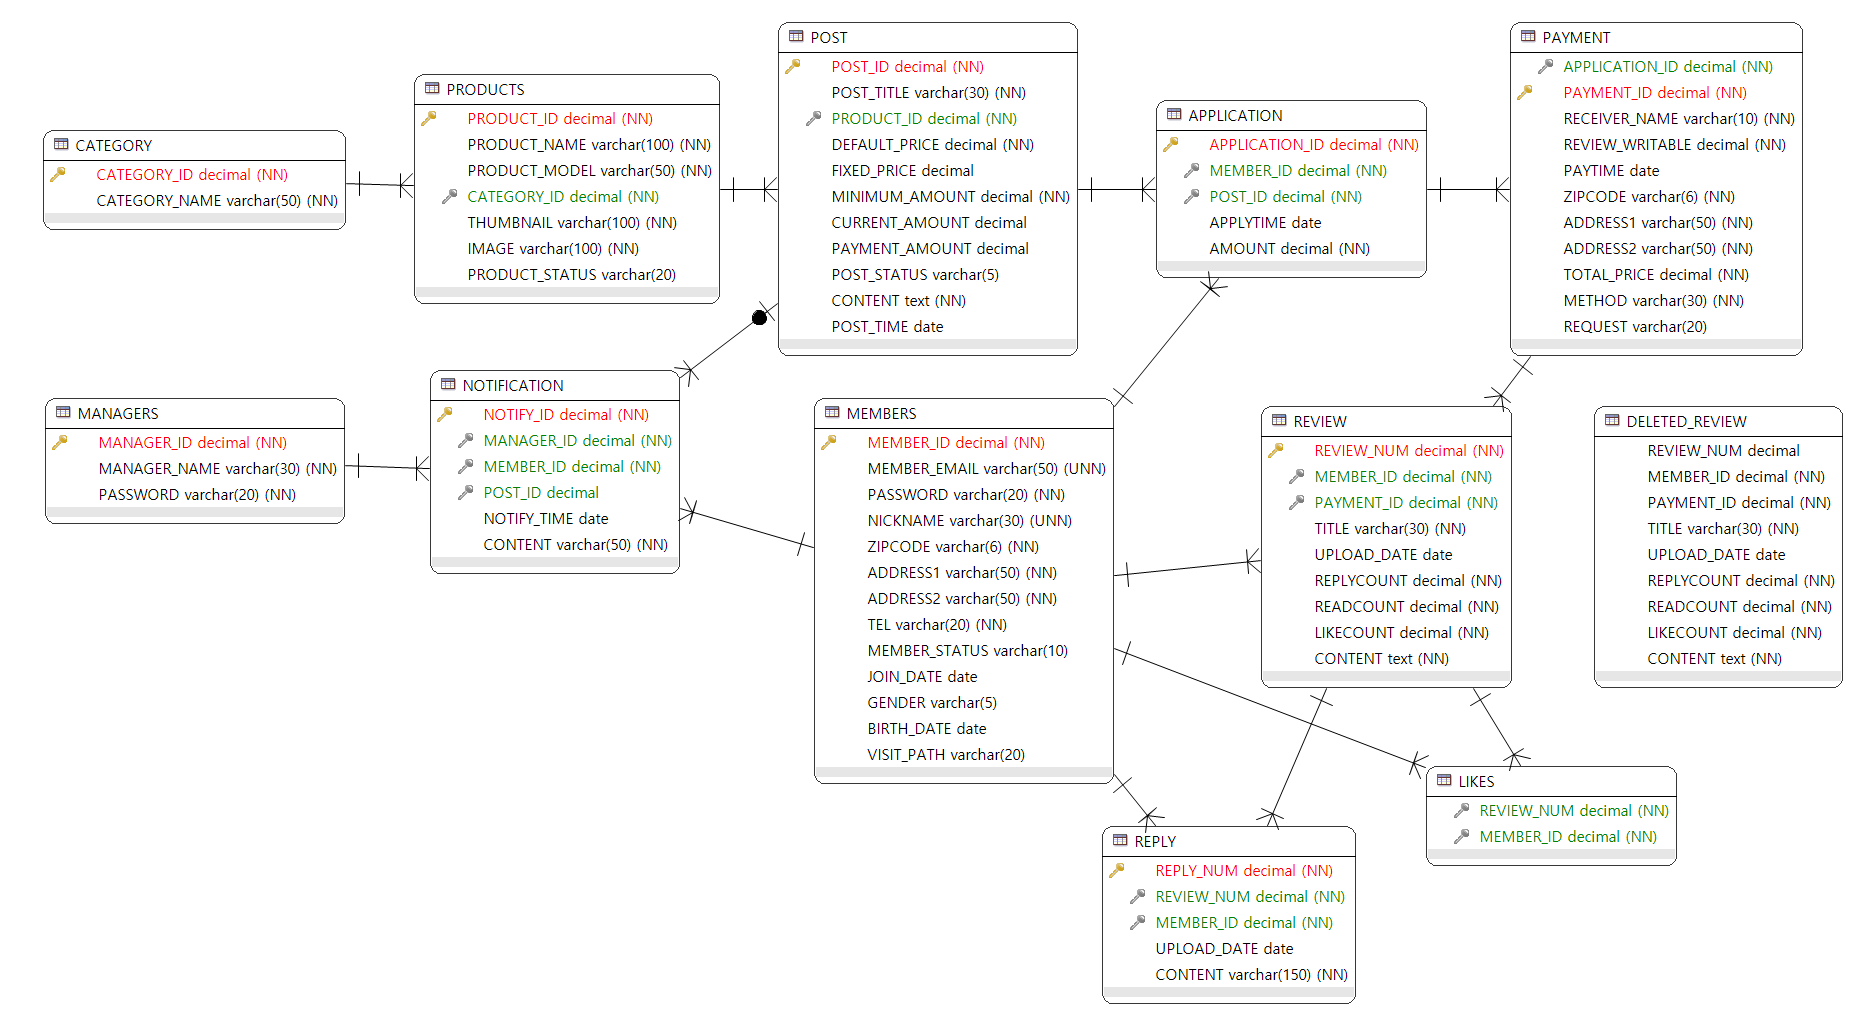 CATEGORY
CATEGORY_ID decimal (NN)
CATEGORY_NAME varchar(50) (NN)
PRODUCTS
PRODUCT_ID decimal (NN)
PRODUCT_NAME varchar(100) (NN)
PRODUCT_MODEL varchar(50) (NN)
CATEGORY_ID decimal (NN)
THUMBNAIL varchar(100) (NN)
IMAGE varchar(100) (NN)
PRODUCT_STATUS varchar(20)
POST
POST_ID decimal (NN)
POST_TITLE varchar(30) (NN)
PRODUCT_ID decimal (NN)
DEFAULT_PRICE decimal (NN)
FIXED_PRICE decimal
MINIMUM_AMOUNT decimal (NN)
CURRENT_AMOUNT decimal
PAYMENT_AMOUNT decimal
POST_STATUS varchar(5)
CONTENT text (NN)
POST_TIME date
APPLICATION
APPLICATION_ID decimal (NN)
MEMBER_ID decimal (NN)
POST_ID decimal (NN)
APPLYTIME date
AMOUNT decimal (NN)
PAYMENT
APPLICATION_ID decimal (NN)
PAYMENT_ID decimal (NN)
RECEIVER_NAME varchar(10) (NN)
REVIEW_WRITABLE decimal (NN)
PAYTIME date
ZIPCODE varchar(6) (NN)
ADDRESS1 varchar(50) (NN)
ADDRESS2 varchar(50) (NN)
TOTAL_PRICE decimal (NN)
METHOD varchar(30) (NN)
REQUEST varchar(20)
MANAGERS
MANAGER_ID decimal (NN)
MANAGER_NAME varchar(30) (NN)
PASSWORD varchar(20) (NN)
NOTIFICATION
NOTIFY_ID decimal (NN)
MANAGER_ID decimal (NN)
MEMBER_ID decimal (NN)
POST_ID decimal
NOTIFY_TIME date
CONTENT varchar(50) (NN)
MEMBERS
MEMBER_ID decimal (NN)
MEMBER_EMAIL varchar(50) (UNN)
PASSWORD varchar(20) (NN)
NICKNAME varchar(30) (UNN)
ZIPCODE varchar(6) (NN)
ADDRESS1 varchar(50) (NN)
ADDRESS2 varchar(50) (NN)
TEL varchar(20) (NN)
MEMBER_STATUS varchar(10)
JOIN_DATE date
GENDER varchar(5)
BIRTH_DATE date
VISIT_PATH varchar(20)
REVIEW
REVIEW_NUM decimal (NN)
MEMBER_ID decimal (NN)
PAYMENT_ID decimal (NN)
TITLE varchar(30) (NN)
UPLOAD_DATE date
REPLYCOUNT decimal (NN)
READCOUNT decimal (NN)
LIKECOUNT decimal (NN)
CONTENT text (NN)
DELETED_REVIEW
REVIEW_NUM decimal
MEMBER_ID decimal (NN)
PAYMENT_ID decimal (NN)
TITLE varchar(30) (NN)
UPLOAD_DATE date
REPLYCOUNT decimal (NN)
READCOUNT decimal (NN)
LIKECOUNT decimal (NN)
CONTENT text (NN)
LIKES
REVIEW_NUM decimal (NN)
MEMBER_ID decimal (NN)
REPLY
REPLY_NUM decimal (NN)
REVIEW_NUM decimal (NN)
MEMBER_ID decimal (NN)
UPLOAD_DATE date
CONTENT varchar(150) (NN)